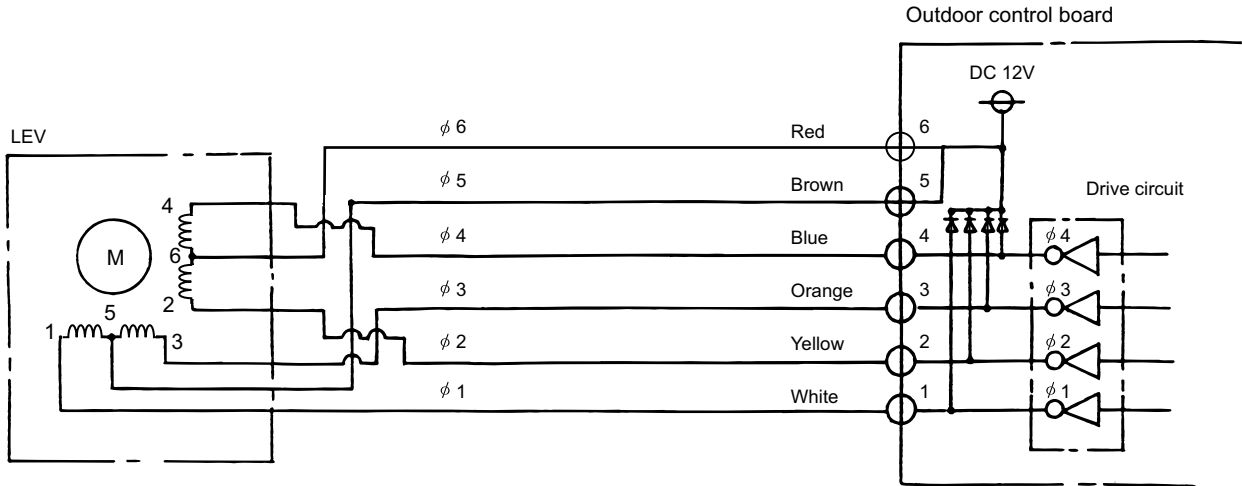 Outdoor control board
DC 12V
LEV
ϕ 6 Red 6
ϕ 5 Brown 5
Drive circuit
4
ϕ 4 Blue 4 ϕ 4
M 6
ϕ 3 Orange 3 ϕ 3
2
5
1 3
ϕ 2 Yellow 2 ϕ 2
ϕ 1 White 1 ϕ 1